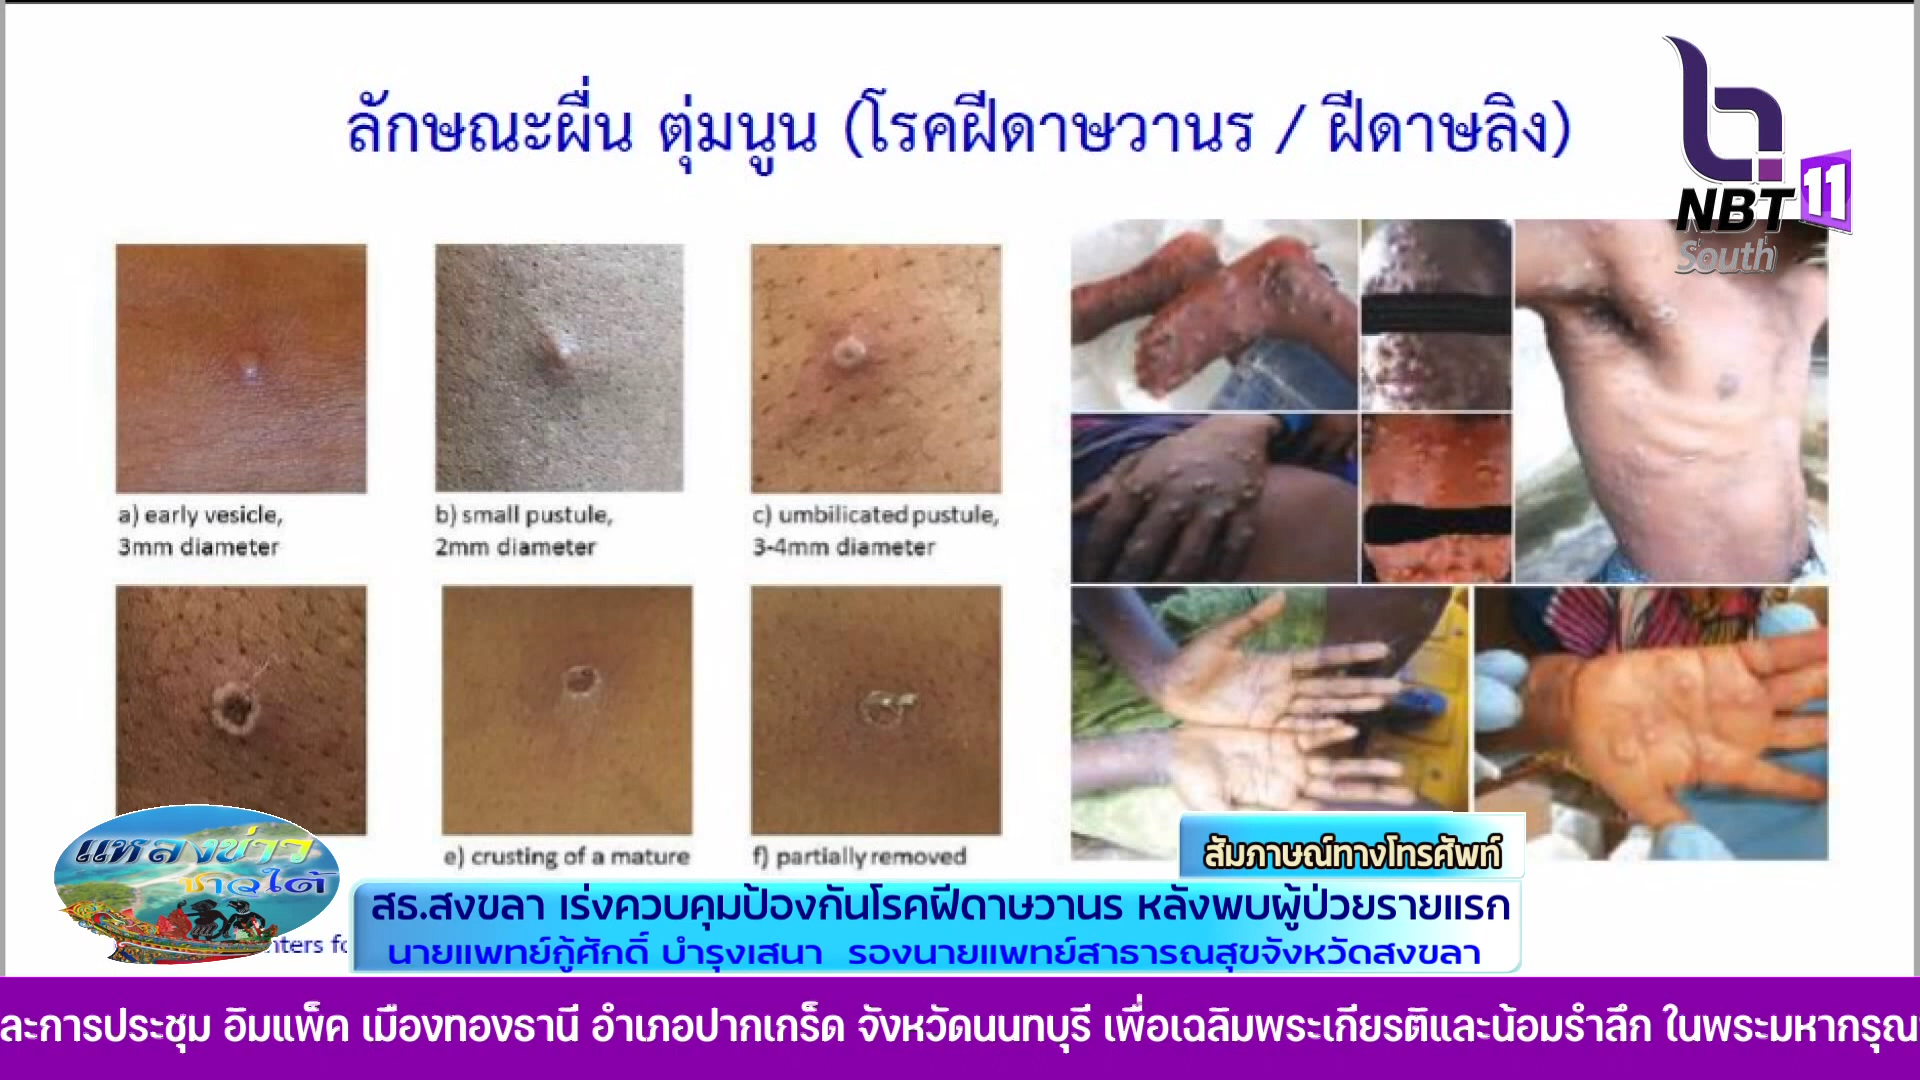 ลักษณะผื่น ตุ่มนูน (โรคฝีดาษวานร / ฝีดาษลิง)
NBT 11
South
a) early vesicle,
3mm diameter
b) small pustule,
2mm diameter
c) umbilicated pustule,
3-4mm diameter
e) crusting of a mature
f) partially removed
แหลงข่าว
ชาวใต้
สัมภาษณ์ทางโทรศัพท์
สธ.สงขลา เร่งควบคุมป้องกันโรคฝีดาษวานร หลังพบผู้ป่วยรายแรก
นายแพทย์กู้ศักดิ์ บำรุงเสนา รองนายแพทย์สาธารณสุขจังหวัดสงขลา
ละการประชุม อิมแพ็ค เมืองทองธานี อำเภอปากเกร็ด จังหวัดนนทบุรี เพื่อเฉลิมพระเกียรติและน้อมรำลึก ในพระมหากรุณ